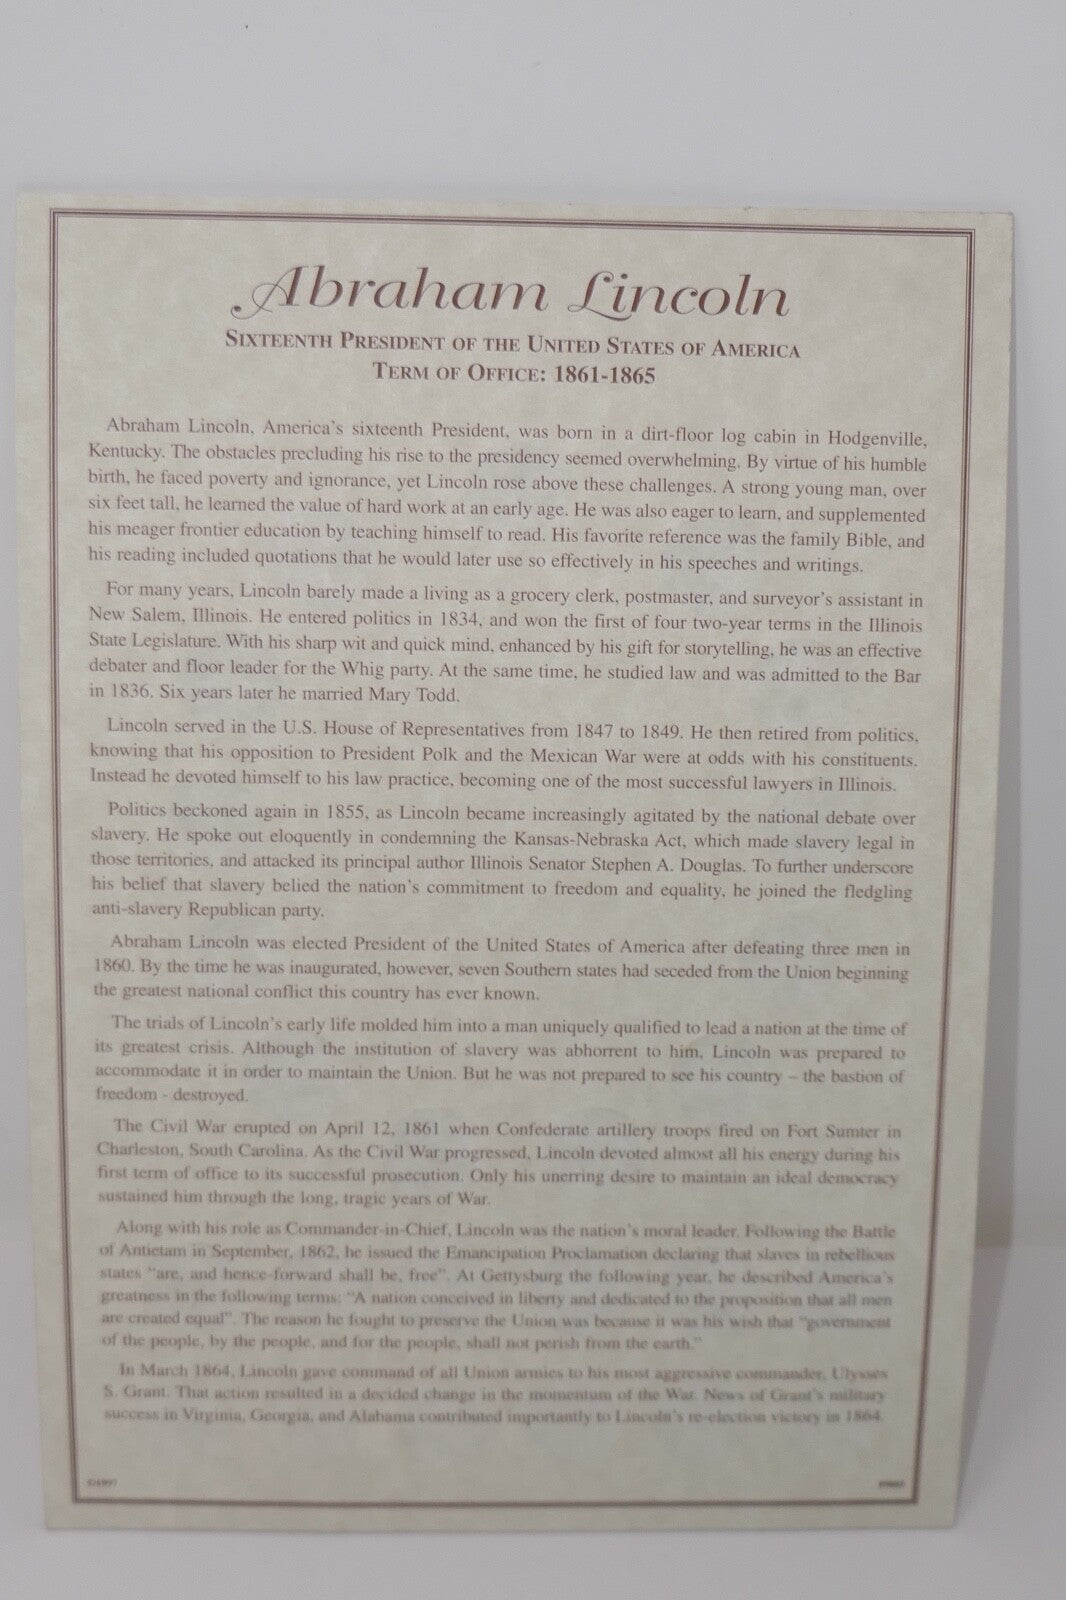 Abraham Lincoln
Sixteenth President of the United States of America
Term of Office: 1861-1865
Abraham Lincoln, America's sixteenth President, was born in a dirt-floor log cabin in Hodgenville,
Kentucky. The obstacles precluding his rise to the presidency seemed overwhelming. By virtue of his humble
birth, he faced poverty and ignorance, yet Lincoln rose above these challenges. A strong young man, over
six feet tall, he learned the value of hard work at an early age. He was also eager to learn, and supplemented
his meager frontier education by teaching himself to read. His favorite reference was the family Bible, and
his reading included quotations that he would later use so effectively in his speeches and writings.
For many years, Lincoln barely made a living as a grocery clerk, postmaster, and surveyor's assistant in
New Salem, Illinois. He entered politics in 1834, and won the first of four two-year terms in the Illinois
State Legislature. With his sharp wit and quick mind, enhanced by his gift for storytelling, he was an effective
debater and floor leader for the Whig party. At the same time, he studied law and was admitted to the Bar
in 1836. Six years later he married Mary Todd.
Lincoln served in the U.S. House of Representatives from 1847 to 1849. He then retired from politics,
knowing that his opposition to President Polk and the Mexican War were at odds with his constituents.
Instead he devoted himself to his law practice, becoming one of the most successful lawyers in Illinois.
Politics beckoned again in 1855, as Lincoln became increasingly agitated by the national debate over
slavery. He spoke out eloquently in condemning the Kansas-Nebraska Act, which made slavery legal in
those territories, and attacked its principal author Illinois Senator Stephen A. Douglas. To further underscore
his belief that slavery belied the nation's commitment to freedom and equality, he joined the fledgling
anti-slavery Republican party.
Abraham Lincoln was elected President of the United States of America after defeating three men in
1860. By the time he was inaugurated, however, seven Southern states had seceded from the Union beginning
the greatest national conflict this country has ever known.
The trials of Lincoln's early life molded him into a man uniquely qualified to lead a nation at the time of
its greatest crisis. Although the institution of slavery was abhorrent to him, Lincoln was prepared to
accommodate it in order to maintain the Union. But he was not prepared to see his country – the bastion of
freedom - destroyed.
The Civil War erupted on April 12, 1861 when Confederate artillery troops fired on Fort Sumter in
Charleston, South Carolina. As the Civil War progressed, Lincoln devoted almost all his energy during his
first term of office to its successful prosecution. Only his unerring desire to maintain an ideal democracy
sustained him through the long, tragic years of War.
Along with his role as Commander-in-Chief, Lincoln was the nation's moral leader. Following the Battle
of Antietam in September, 1862, he issued the Emancipation Proclamation declaring that slaves in rebellious
states "are, and hence-forward shall be, free". At Gettysburg the following year, he described America's
greatness in the following terms: "A nation conceived in liberty and dedicated to the proposition that all men
are created equal". The reason he fought to preserve the Union was because it was his wish that "government
of the people, by the people, and for the people, shall not perish from the earth."
In March 1864, Lincoln gave command of all Union armies to his most aggressive commander, Ulysses
S. Grant. That action resulted in a decided change in the momentum of the War. News of Grant's military
success in Virginia, Georgia, and Alabama contributed importantly to Lincoln's re-election victory in 1864.